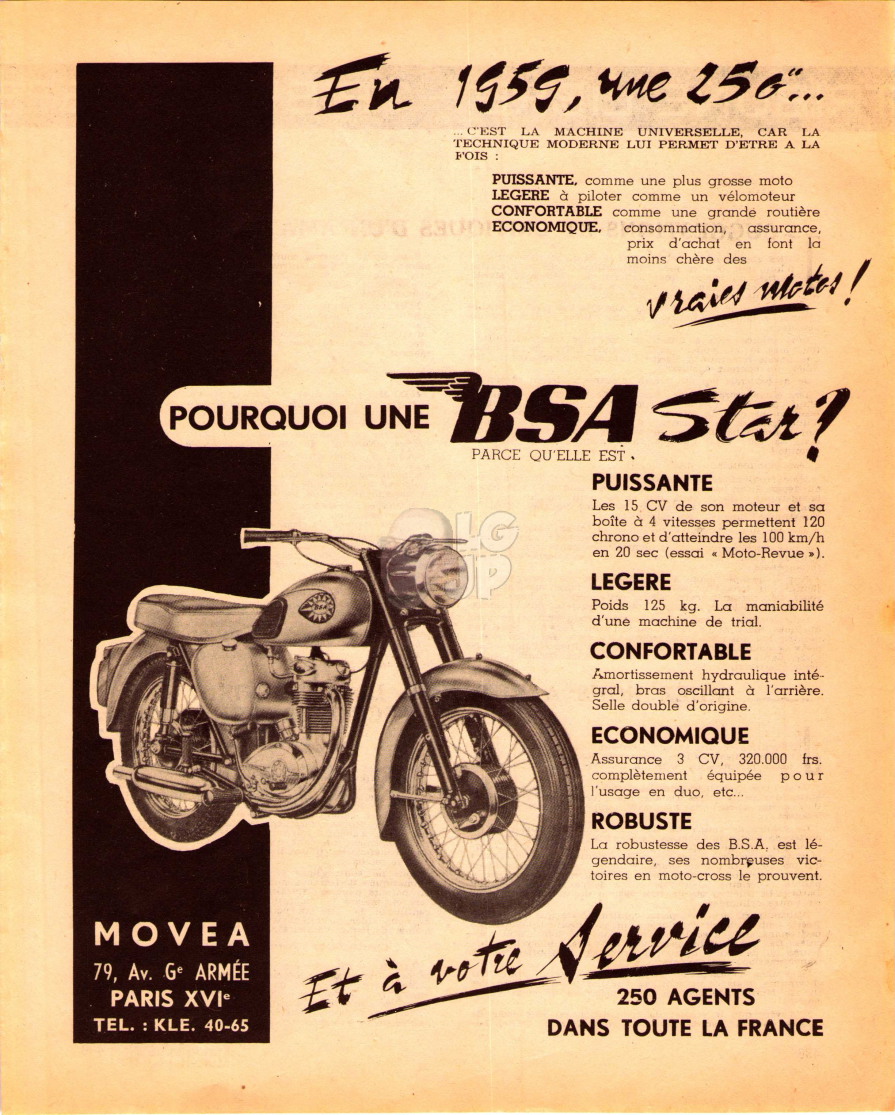 En 1959, une 250"...
... C'EST LA MACHINE UNIVERSELLE, CAR LA
TECHNIQUE MODERNE LUI PERMET D'ETRE A LA
FOIS :
PUISSANTE, comme une plus grosse moto
LEGERE à piloter comme un vélomoteur
CONFORTABLE comme une grande routière
ECONOMIQUE, consommation, assurance,
prix d'achat en font la
moins chère des
vraies motos !
POURQUOI UNE BSA Star ?
PARCE QU'ELLE EST .
PUISSANTE
Les 15 CV de son moteur et sa
boîte à 4 vitesses permettent 120
chrono et d'atteindre les 100 km/h
en 20 sec (essai « Moto-Revue »).
LEGERE
Poids 125 kg. La maniabilité
d'une machine de trial.
CONFORTABLE
Amortissement hydraulique inté-
gral, bras oscillant à l'arrière.
Selle double d'origine.
ECONOMIQUE
Assurance 3 CV, 320.000 frs.
complètement équipée pour
l'usage en duo, etc...
ROBUSTE
La robustesse des B.S.A. est lé-
gendaire, ses nombreuses vic-
toires en moto-cross le prouvent.
BSA
Et à votre Service
250 AGENTS
DANS TOUTE LA FRANCE
MOVEA
79, Av. Ge ARMÉE
PARIS XVIe
TEL. : KLE. 40-65